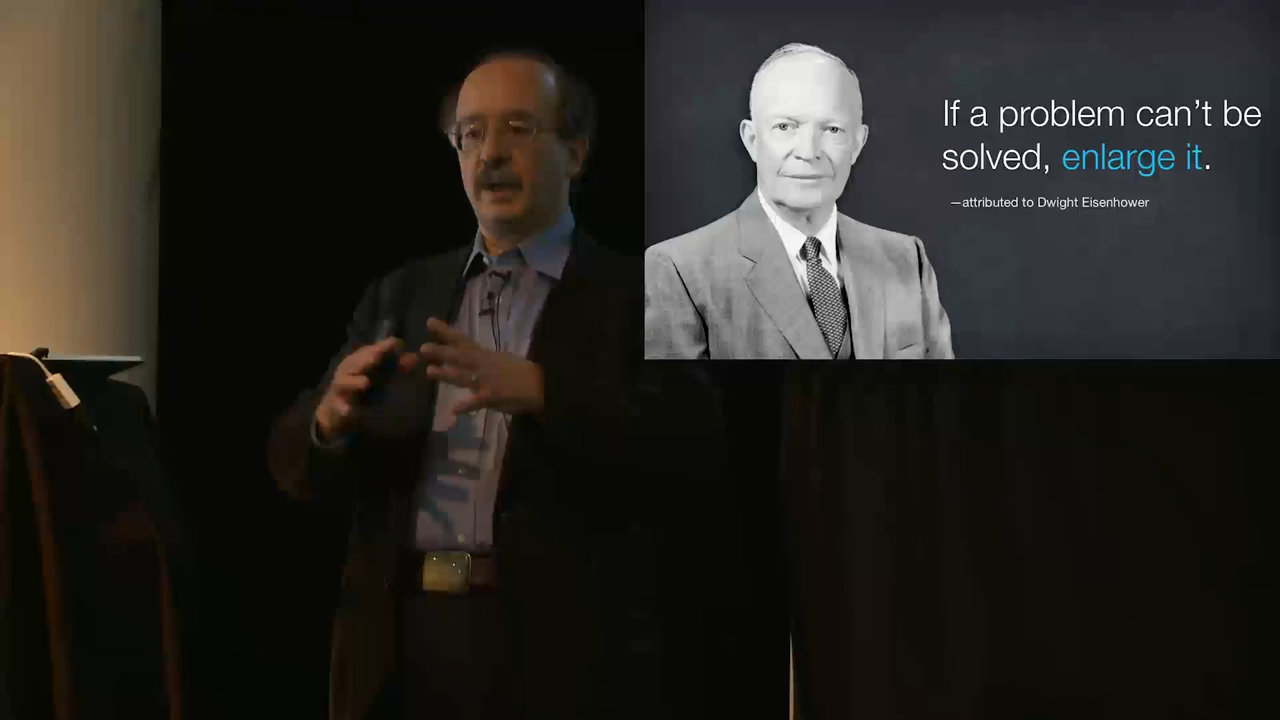 If a problem can't be
solved, enlarge it.
—attributed to Dwight Eisenhower